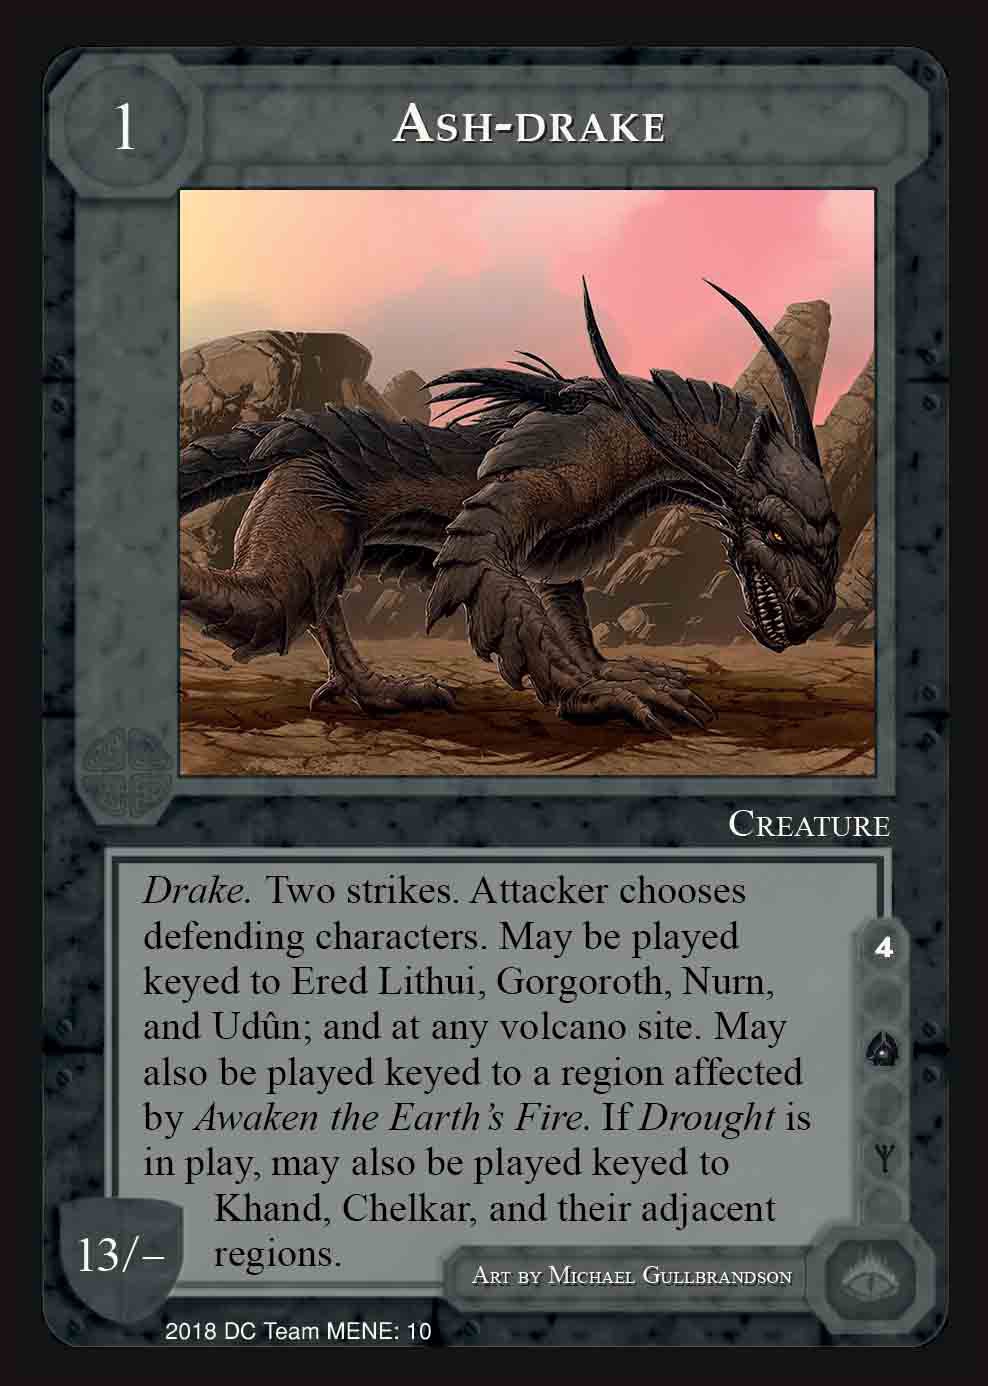 1
Ash-drake
Creature
Drake. Two strikes. Attacker chooses
defending characters. May be played
keyed to Ered Lithui, Gorgoroth, Nurn,
and Udûn; and at any volcano site. May
also be played keyed to a region affected
by Awaken the Earth’s Fire. If Drought is
in play, may also be played keyed to
Khand, Chelkar, and their adjacent
regions.
4
13/–
Art by Michael Gullbrandson
2018 DC Team MENE: 10